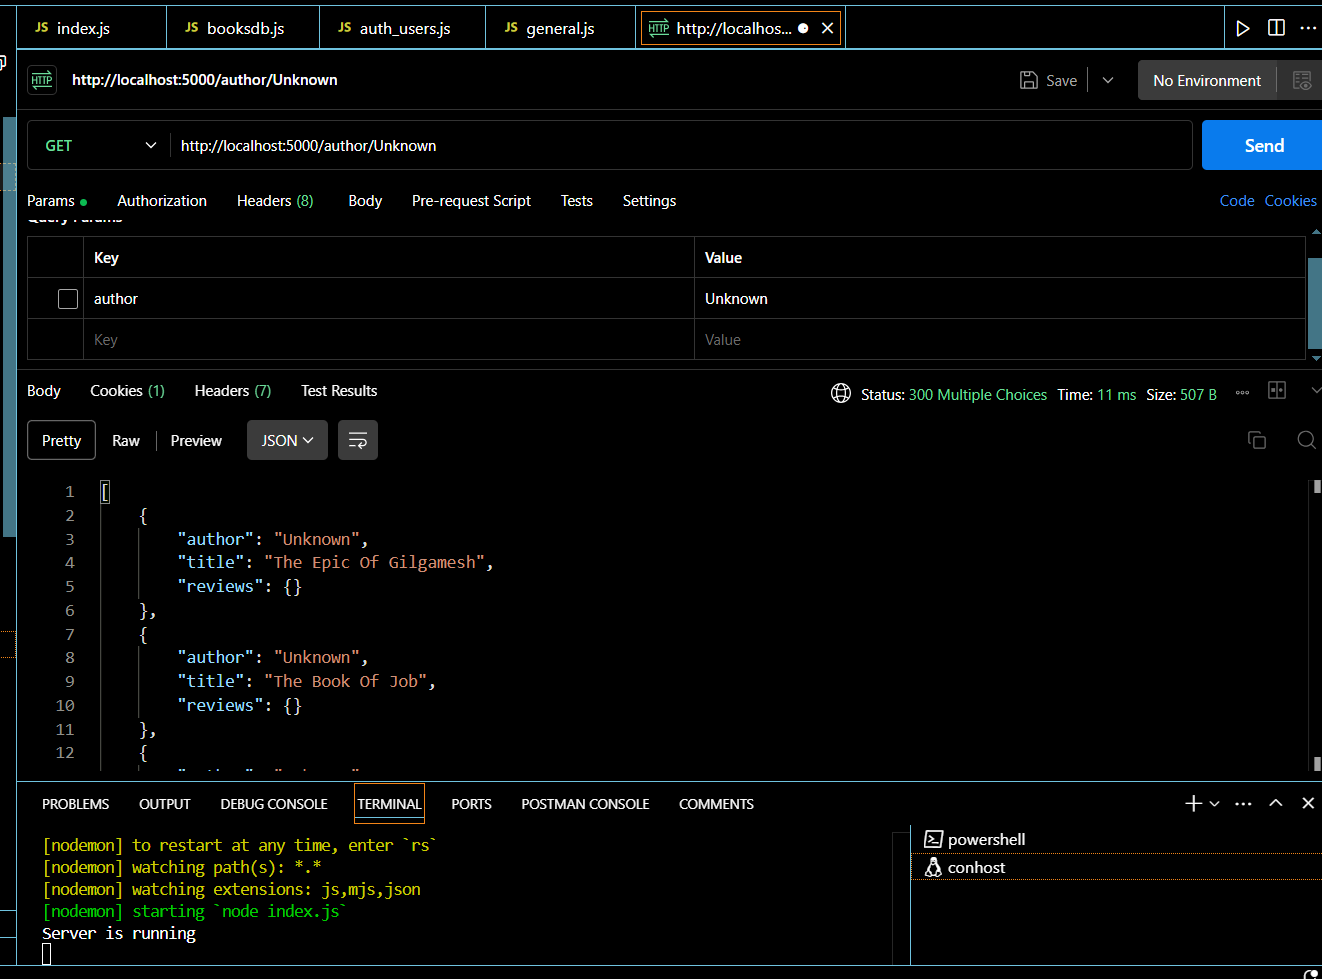 JS index.js JS booksdb.js JS auth_users.js JS general.js HTTP http://localhos...
HTTP http://localhost:5000/author/Unknown Save No Environment
GET http://localhost:5000/author/Unknown Send
Params Authorization Headers (8) Body Pre-request Script Tests Settings Code Cookies
Query Params
Key Value
author Unknown
Key Value
Body Cookies (1) Headers (7) Test Results Status: 300 Multiple Choices Time: 11 ms Size: 507 B
Pretty Raw Preview JSON
1 [
2 {
3 "author": "Unknown",
4 "title": "The Epic Of Gilgamesh",
5 "reviews": {}
6 },
7 {
8 "author": "Unknown",
9 "title": "The Book Of Job",
10 "reviews": {}
11 },
12 {
PROBLEMS OUTPUT DEBUG CONSOLE TERMINAL PORTS POSTMAN CONSOLE COMMENTS
[nodemon] to restart at any time, enter `rs`
[nodemon] watching path(s): *.*
[nodemon] watching extensions: js,mjs,json
[nodemon] starting `node index.js`
Server is running
powershell
conhost